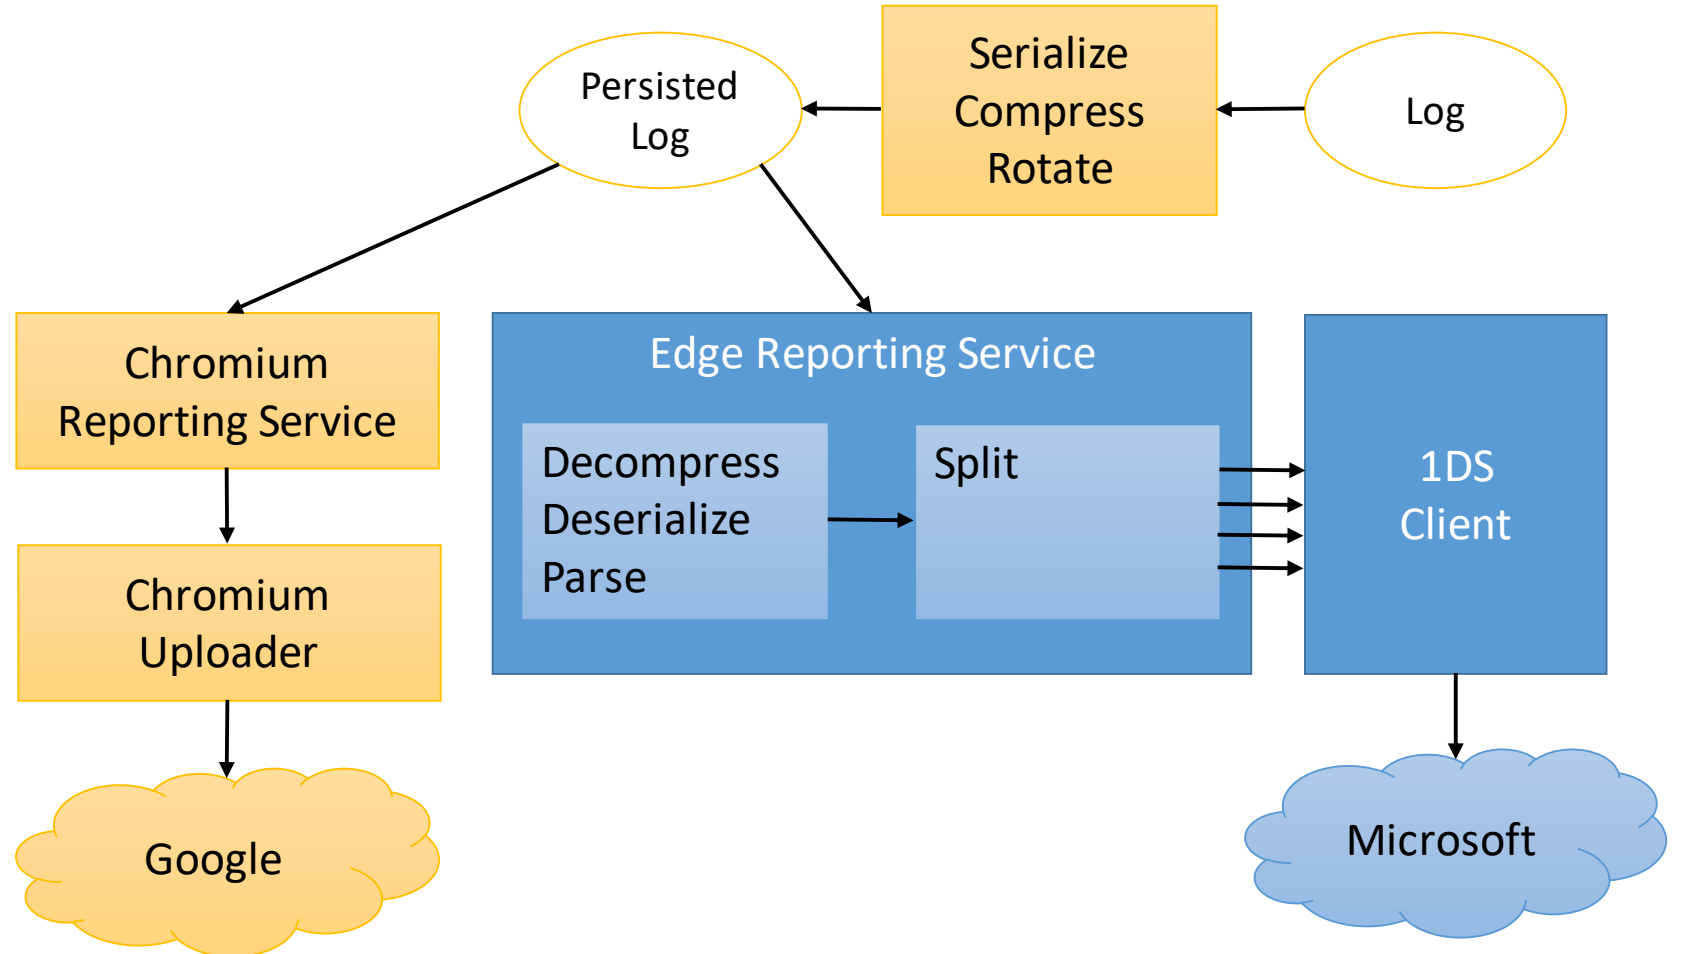 Persisted
Log
Serialize
Compress
Rotate
Log
Chromium
Reporting Service
Edge Reporting Service
Decompress
Deserialize
Parse
Split
1DS
Client
Chromium
Uploader
Google
Microsoft